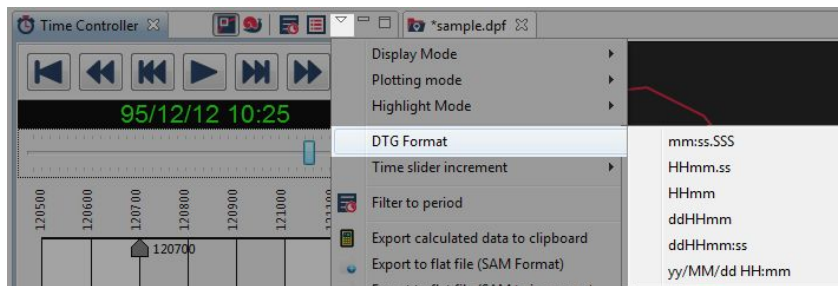 Time Controller
*sample.dpf
95/12/12 10:25
120500
120600
120700
120800
120900
121000
120700
Display Mode
Plotting mode
Highlight Mode
DTG Format
Time slider increment
Filter to period
Export calculated data to clipboard
Export to flat file (SAM Format)
mm:ss.SSS
HHmm.ss
HHmm
ddHHmm
ddHHmm:ss
yy/MM/dd HH:mm